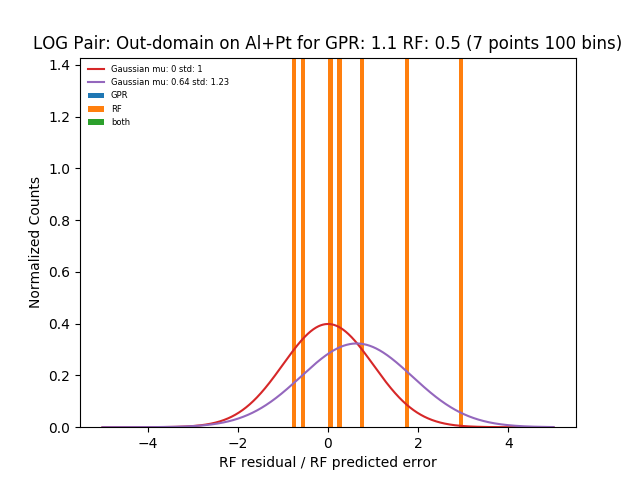 LOG Pair: Out-domain on Al+Pt for GPR: 1.1 RF: 0.5 (7 points 100 bins)
Gaussian mu: 0 std: 1
Gaussian mu: 0.64 std: 1.23
GPR
RF
both
Normalized Counts
1.4
1.2
1.0
0.8
0.6
0.4
0.2
0.0
−4 −2 0 2 4
RF residual / RF predicted error